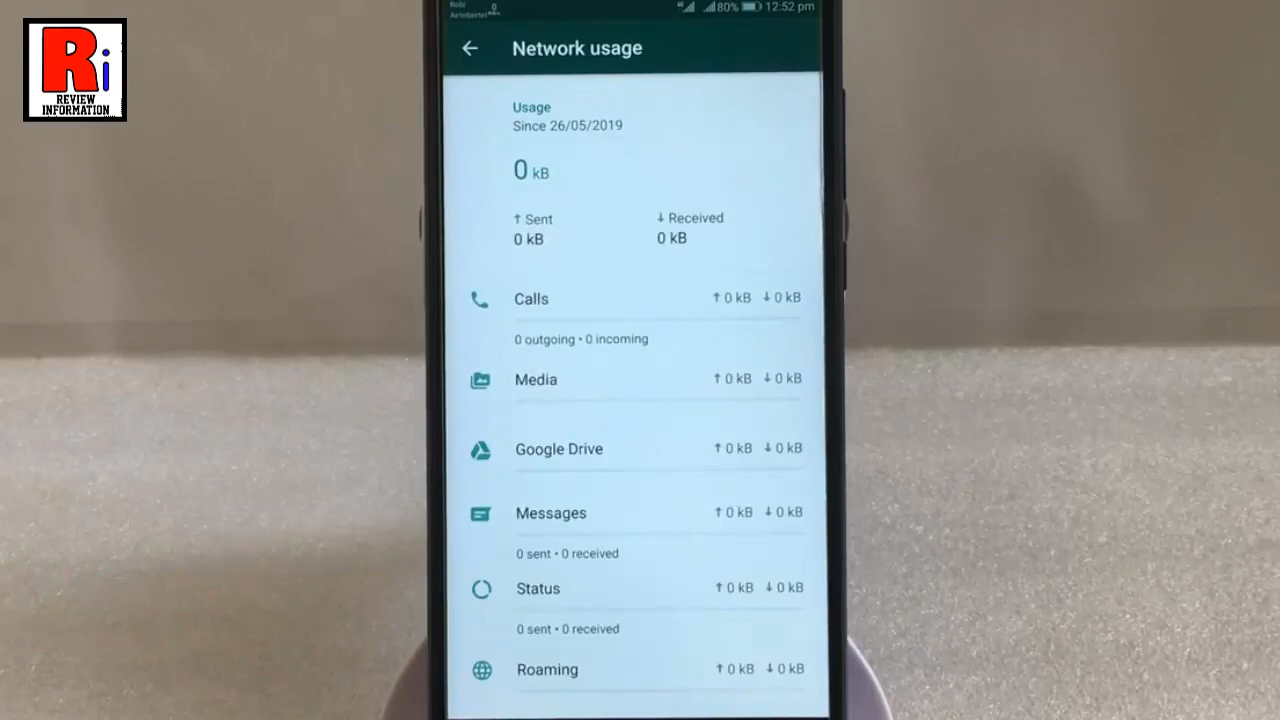 Ri
REVIEW
INFORMATION
Robi
80% 12:52 pm
Network usage
Usage
Since 26/05/2019
0 kB
↑ Sent ↓ Received
0 kB 0 kB
Calls ↑ 0 kB ↓ 0 kB
0 outgoing • 0 incoming
Media ↑ 0 kB ↓ 0 kB
Google Drive ↑ 0 kB ↓ 0 kB
Messages ↑ 0 kB ↓ 0 kB
0 sent • 0 received
Status ↑ 0 kB ↓ 0 kB
0 sent • 0 received
Roaming ↑ 0 kB ↓ 0 kB